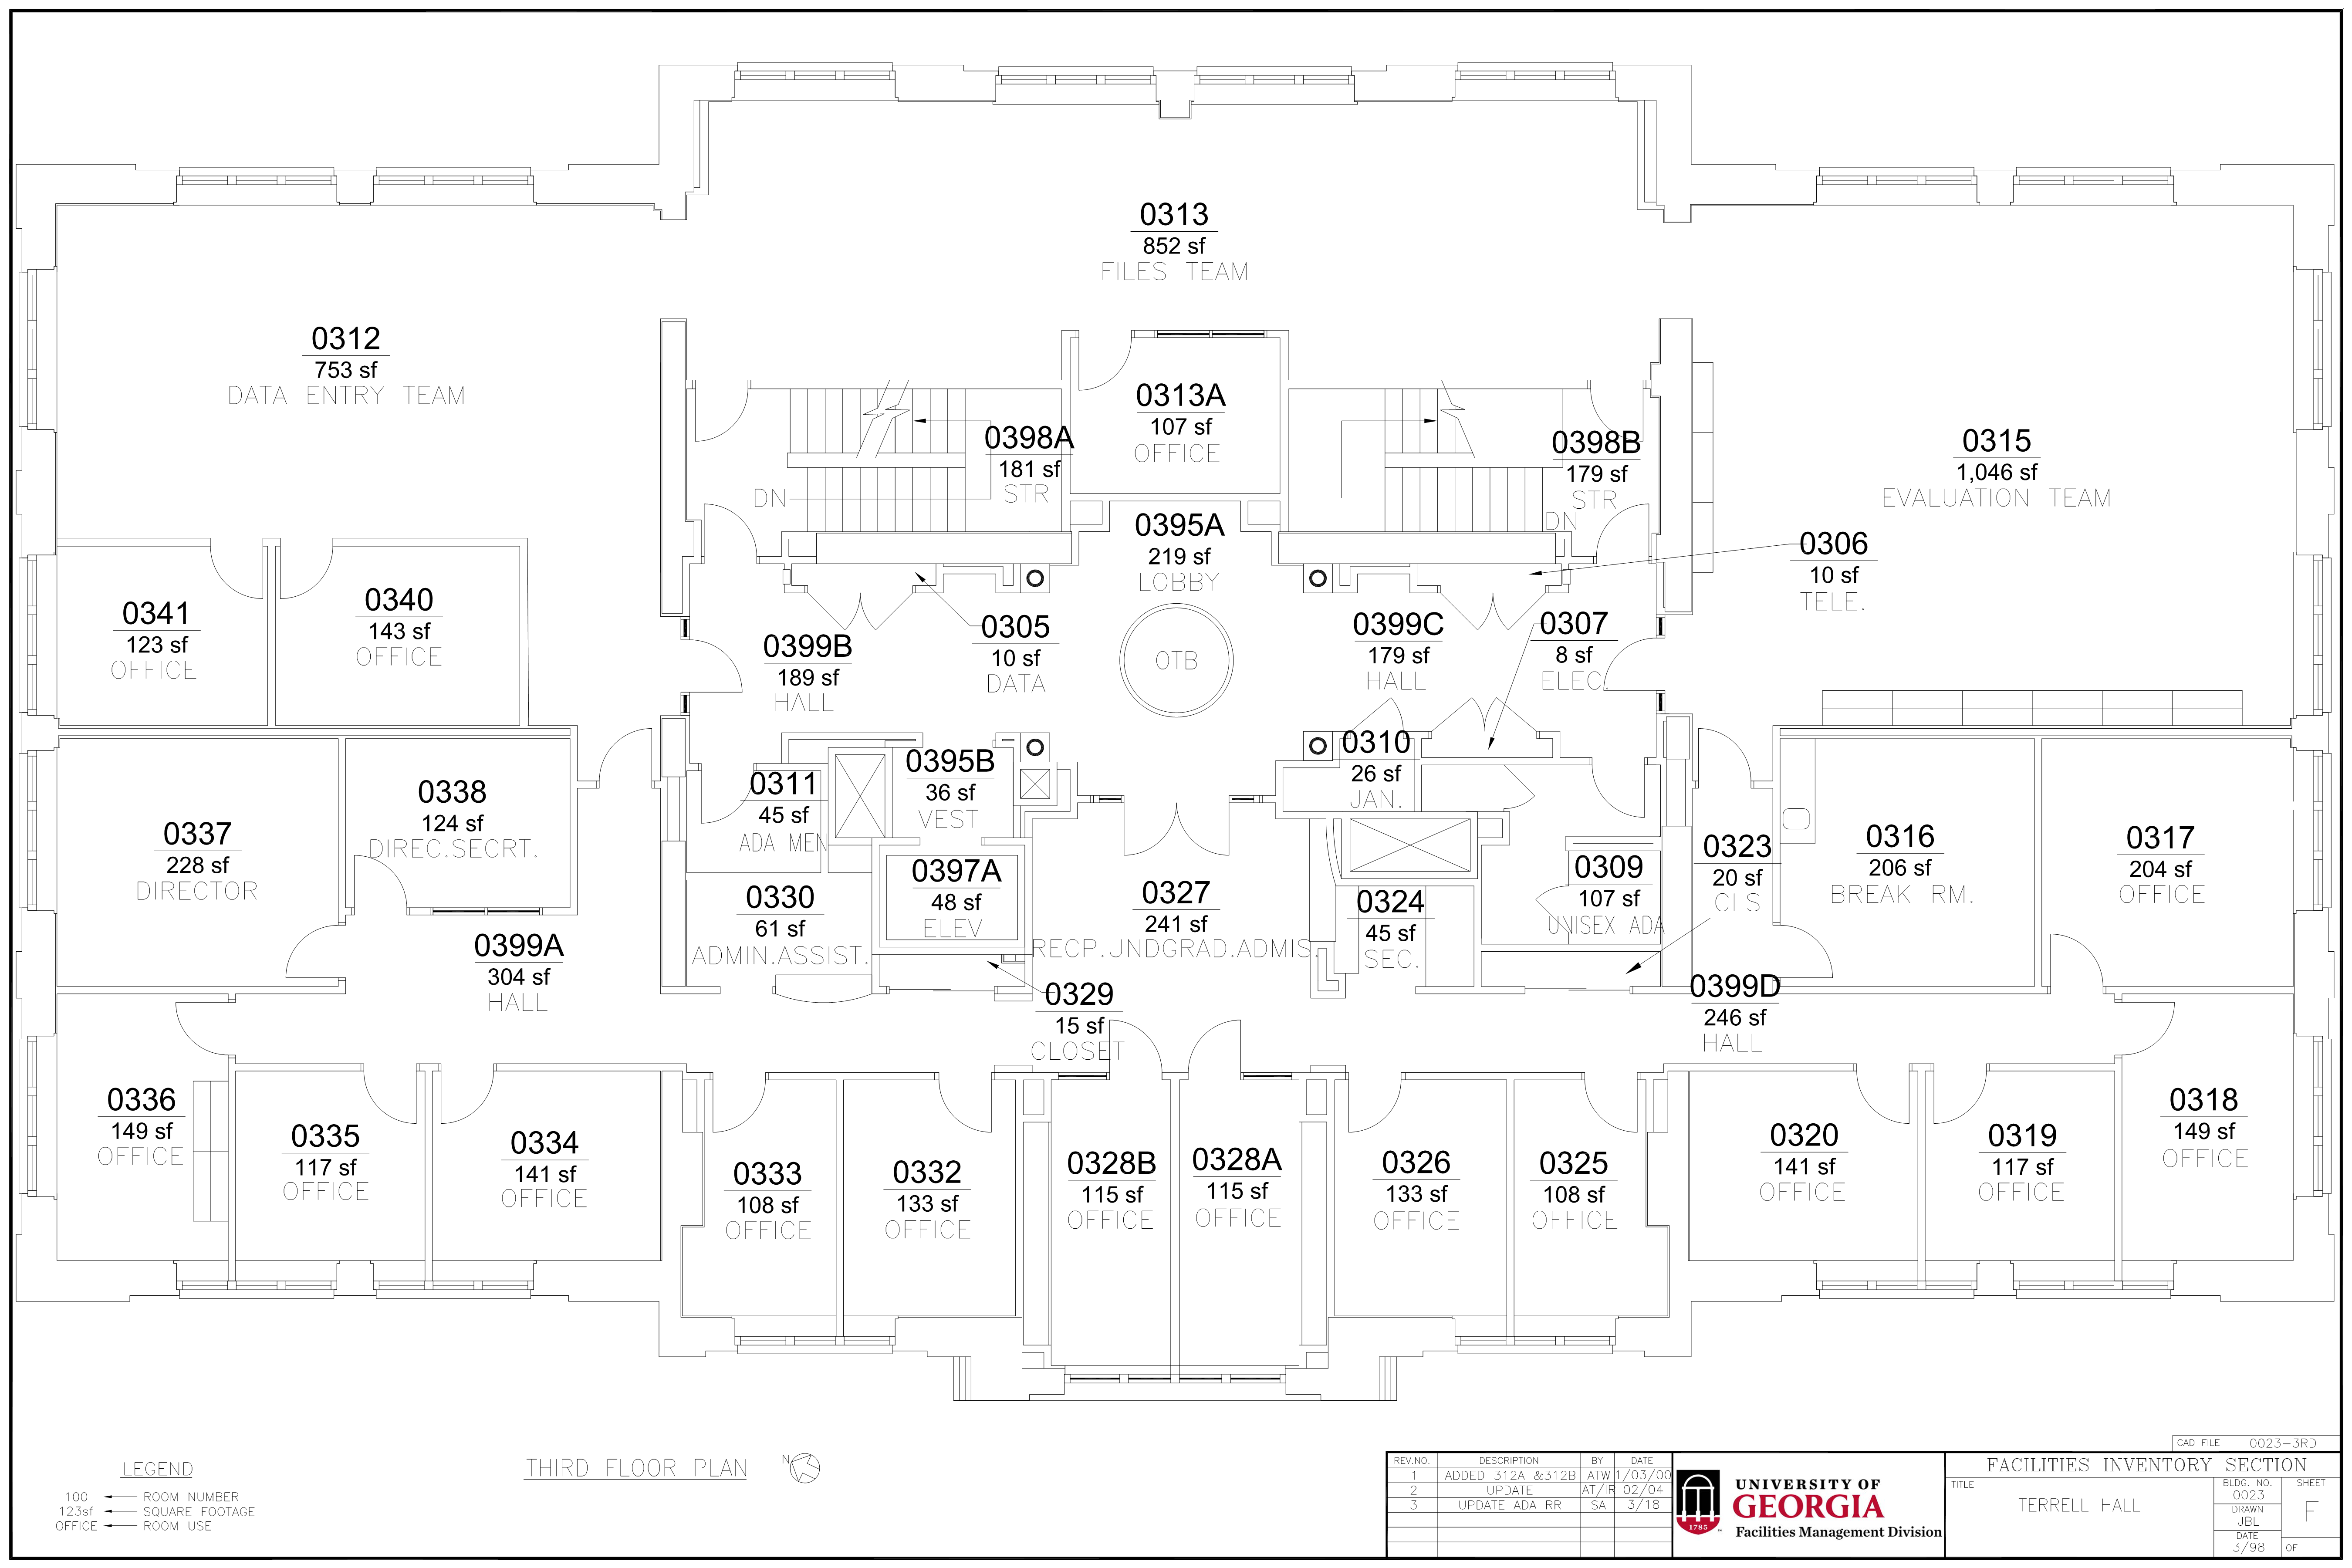 0313
852 sf
FILES TEAM
0312
753 sf
DATA ENTRY TEAM
0313A
107 sf
OFFICE
0398A
181 sf
STR
DN
0398B
179 sf
STR
DN
0315
1,046 sf
EVALUATION TEAM
0395A
219 sf
LOBBY
0306
10 sf
TELE.
0341
123 sf
OFFICE
0340
143 sf
OFFICE
0399B
189 sf
HALL
0305
10 sf
DATA
OTB
0399C
179 sf
HALL
0307
8 sf
ELEC.
0310
26 sf
JAN.
0395B
36 sf
VEST
0311
45 sf
ADA MEN
0338
124 sf
DIREC.SECRT.
0337
228 sf
DIRECTOR
0397A
48 sf
ELEV
0330
61 sf
ADMIN.ASSIST.
0327
241 sf
RECP.UNDGRAD.ADMIS.
0324
45 sf
SEC.
0309
107 sf
UNISEX ADA
0323
20 sf
CLS
0316
206 sf
BREAK RM.
0317
204 sf
OFFICE
0399A
304 sf
HALL
0329
15 sf
CLOSET
0399D
246 sf
HALL
0336
149 sf
OFFICE
0335
117 sf
OFFICE
0334
141 sf
OFFICE
0333
108 sf
OFFICE
0332
133 sf
OFFICE
0328B
115 sf
OFFICE
0328A
115 sf
OFFICE
0326
133 sf
OFFICE
0325
108 sf
OFFICE
0320
141 sf
OFFICE
0319
117 sf
OFFICE
0318
149 sf
OFFICE
LEGEND
100 ROOM NUMBER
123sf SQUARE FOOTAGE
OFFICE ROOM USE
THIRD FLOOR PLAN
N
CAD FILE 0023-3RD
REV.NO. DESCRIPTION BY DATE
1 ADDED 312A &312B ATW 1/03/00
2 UPDATE AT/IR 02/04
3 UPDATE ADA RR SA 3/18
1785
UNIVERSITY OF
GEORGIA
Facilities Management Division
FACILITIES INVENTORY SECTION
TITLE
TERRELL HALL
BLDG. NO.
0023
DRAWN
JBL
DATE
3/98
SHEET
F
OF